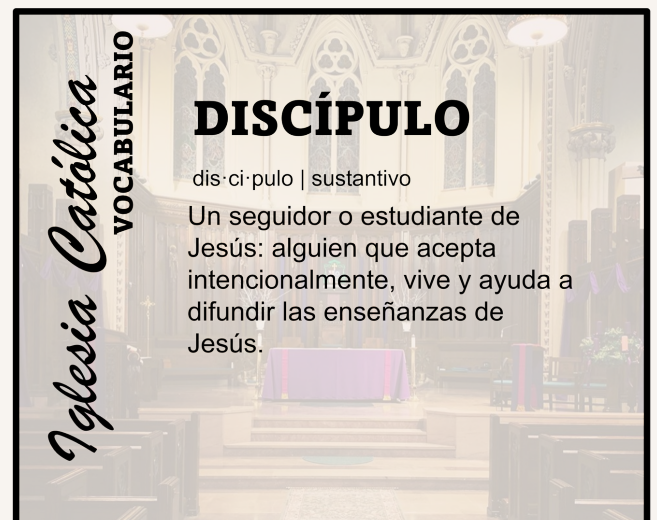 Iglesia Católica
VOCABULARIO
DISCÍPULO
dis·ci·pulo | sustantivo
Un seguidor o estudiante de
Jesús: alguien que acepta
intencionalmente, vive y ayuda a
difundir las enseñanzas de
Jesús.